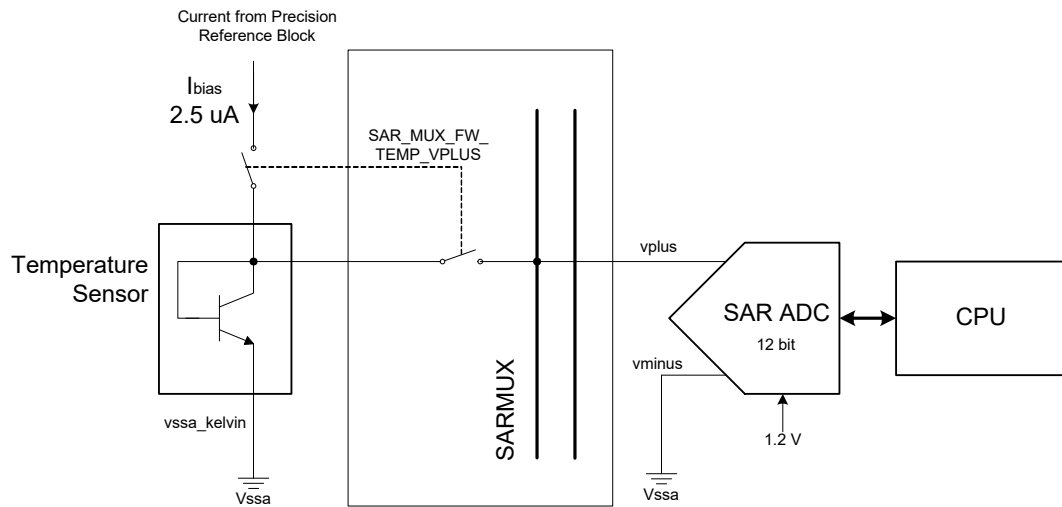 Current from Precision
Reference Block
Ibias
2.5 uA
SAR_MUX_FW_
TEMP_VPLUS
Temperature
Sensor
vplus
SAR ADC
12 bit
CPU
vminus
SARMUX
vssa_kelvin
1.2 V
Vssa
Vssa